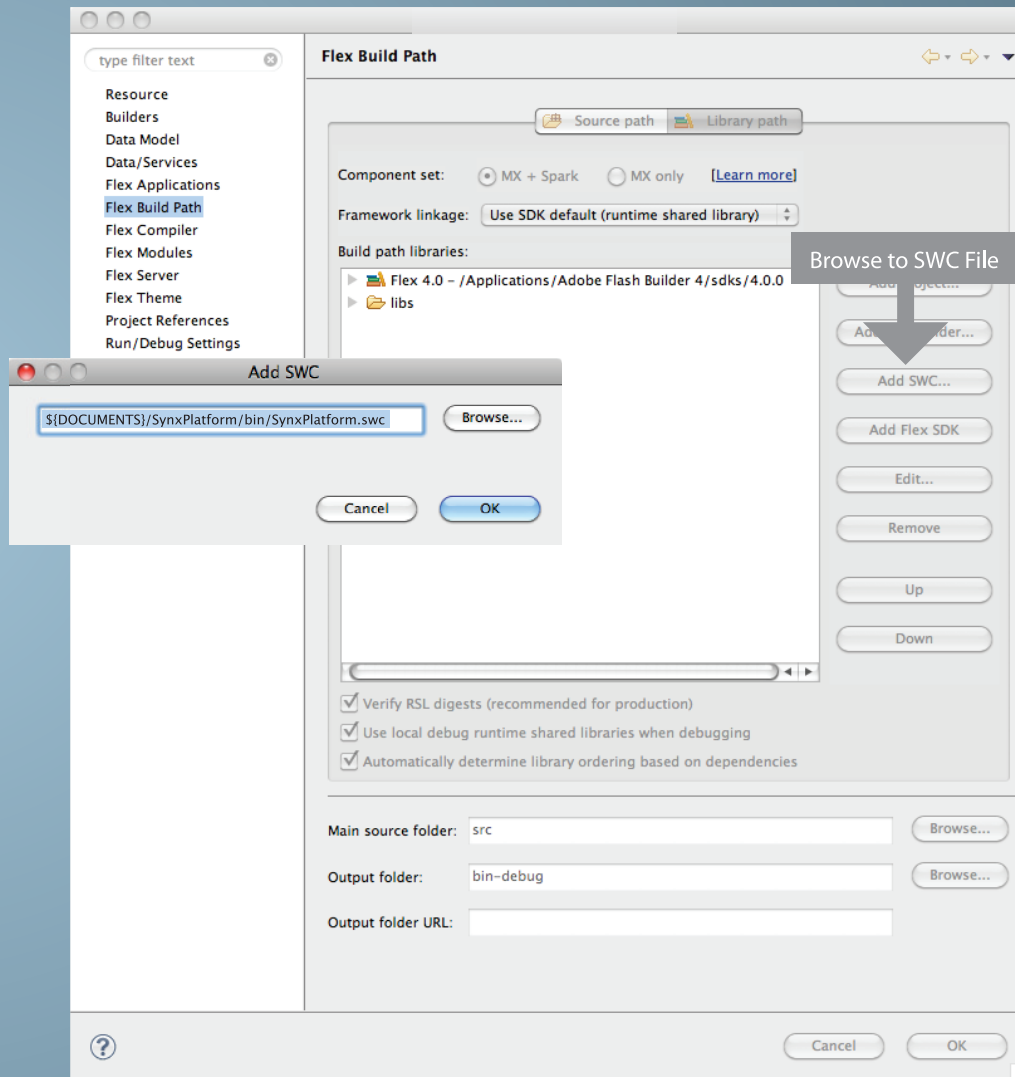 type filter text
Resource
Builders
Data Model
Data/Services
Flex Applications
Flex Build Path
Flex Compiler
Flex Modules
Flex Server
Flex Theme
Project References
Run/Debug Settings
Flex Build Path
Source path Library path
Component set: MX + Spark MX only [Learn more]
Framework linkage: Use SDK default (runtime shared library)
Build path libraries:
Flex 4.0 – /Applications/Adobe Flash Builder 4/sdks/4.0.0
libs
Browse to SWC File
Add SWC...
Add Flex SDK
Edit...
Remove
Up
Down
Add SWC
${DOCUMENTS}/SynxPlatform/bin/SynxPlatform.swc
Browse...
Cancel OK
Verify RSL digests (recommended for production)
Use local debug runtime shared libraries when debugging
Automatically determine library ordering based on dependencies
Main source folder: src Browse...
Output folder: bin-debug Browse...
Output folder URL:
? Cancel OK